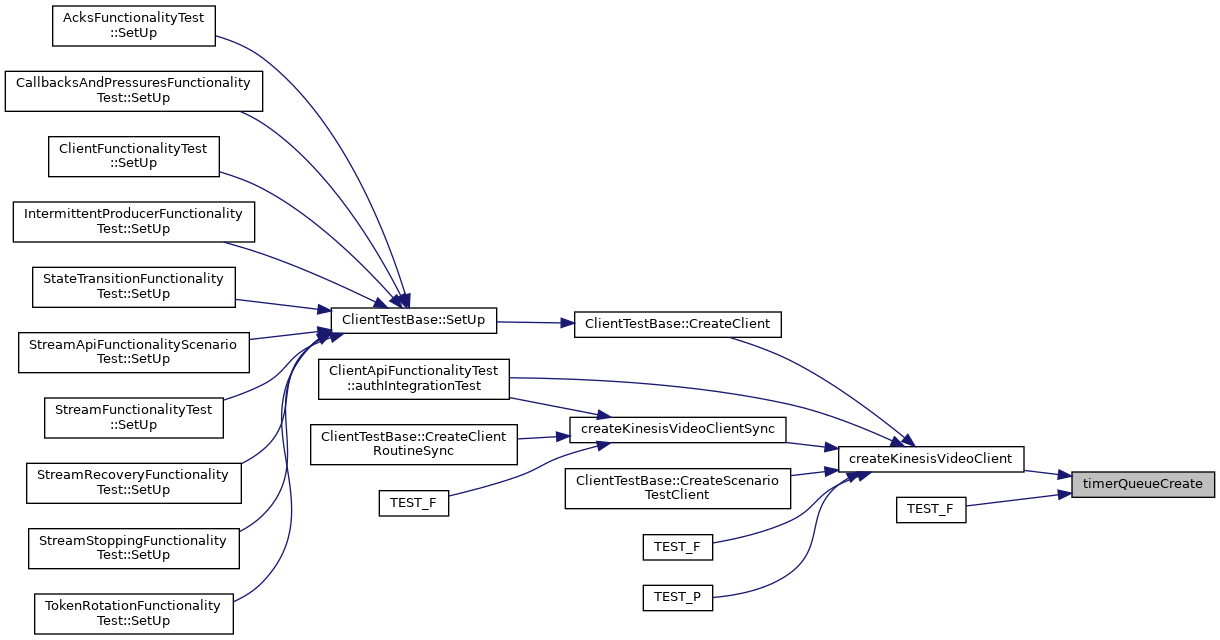 AcksFunctionalityTest
::SetUp
CallbacksAndPressuresFunctionality
Test::SetUp
ClientFunctionalityTest
::SetUp
IntermittentProducerFunctionality
Test::SetUp
StateTransitionFunctionality
Test::SetUp
StreamApiFunctionalityScenario
Test::SetUp
StreamFunctionalityTest
::SetUp
StreamRecoveryFunctionality
Test::SetUp
StreamStoppingFunctionality
Test::SetUp
TokenRotationFunctionality
Test::SetUp
ClientTestBase::SetUp
ClientApiFunctionalityTest
::authIntegrationTest
ClientTestBase::CreateClient
RoutineSync
TEST_F
ClientTestBase::CreateClient
createKinesisVideoClientSync
ClientTestBase::CreateScenario
TestClient
TEST_F
TEST_P
createKinesisVideoClient
TEST_F
timerQueueCreate